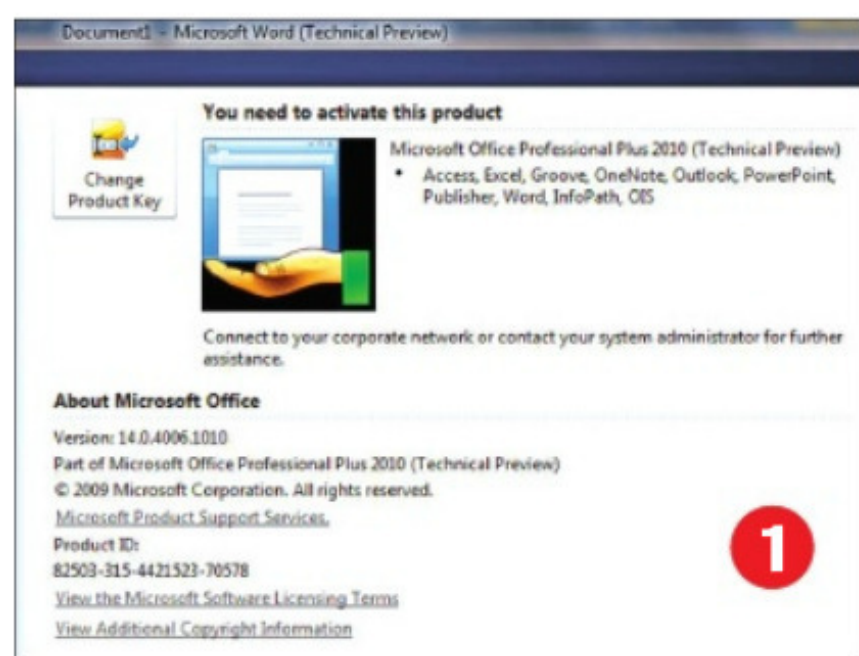 Document1 - Microsoft Word (Technical Preview)
You need to activate this product
Change
Product Key
Microsoft Office Professional Plus 2010 (Technical Preview)
• Access, Excel, Groove, OneNote, Outlook, PowerPoint,
Publisher, Word, InfoPath, OIS
Connect to your corporate network or contact your system administrator for further
assistance.
About Microsoft Office
Version: 14.0.4006.1010
Part of Microsoft Office Professional Plus 2010 (Technical Preview)
© 2009 Microsoft Corporation. All rights reserved.
Microsoft Product Support Services.
Product ID:
82503-315-4421523-70578
View the Microsoft Software Licensing Terms
View Additional Copyright Information
1